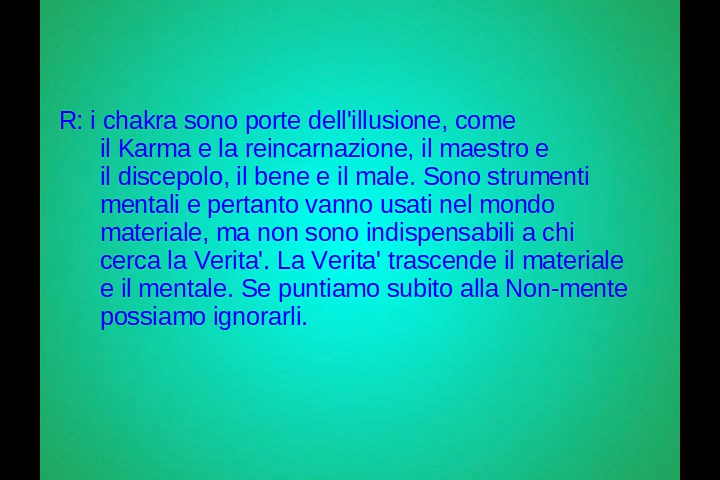 R: i chakra sono porte dell'illusione, come
il Karma e la reincarnazione, il maestro e
il discepolo, il bene e il male. Sono strumenti
mentali e pertanto vanno usati nel mondo
materiale, ma non sono indispensabili a chi
cerca la Verita'. La Verita' trascende il materiale
e il mentale. Se puntiamo subito alla Non-mente
possiamo ignorarli.